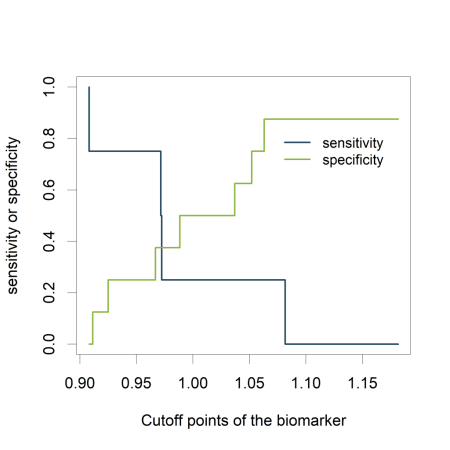 sensitivity or specificity
1.0
0.8
0.6
0.4
0.2
0.0
sensitivity
specificity
0.90 0.95 1.00 1.05 1.10 1.15
Cutoff points of the biomarker